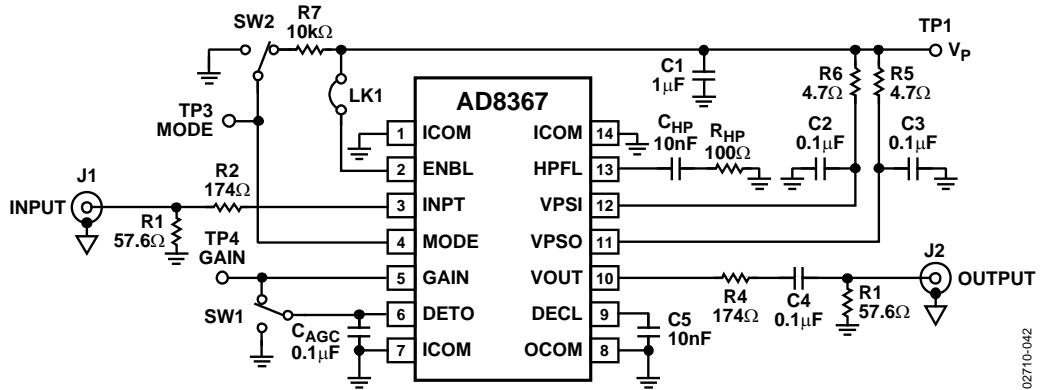 SW2
R7
10kΩ
TP1
VP
C1
1μF
R6
4.7Ω
R5
4.7Ω
LK1
AD8367
TP3
MODE
1 ICOM
ICOM 14
CHP
10nF
RHP
100Ω
C2
0.1μF
C3
0.1μF
2 ENBL
HPFL 13
J1
INPUT
R2
174Ω
3 INPT
VPSI 12
R1
57.6Ω
4 MODE
VPSO 11
TP4
GAIN
5 GAIN
VOUT 10
J2
OUTPUT
SW1
6 DETO
DECL 9
R4
174Ω
C4
0.1μF
R1
57.6Ω
CAGC
0.1μF
7 ICOM
OCOM 8
C5
10nF
02710-042